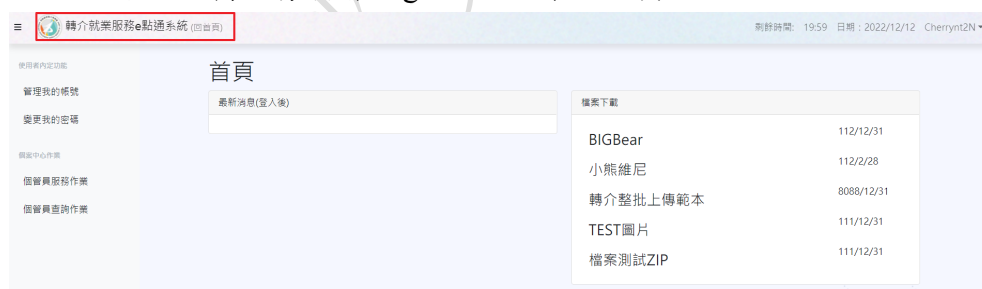 ≡ 轉介就業服務e點通系統 (回首頁) 剩餘時間: 19:59 日期：2022/12/12 Cherrynt2N
使用者內定功能
管理我的帳號
變更我的密碼
個案中心作業
個管員服務作業
個管員查詢作業
首頁
最新消息(登入後)
檔案下載
BIGBear 112/12/31
小熊維尼 112/2/28
轉介整批上傳範本 8088/12/31
TEST圖片 111/12/31
檔案測試ZIP 111/12/31